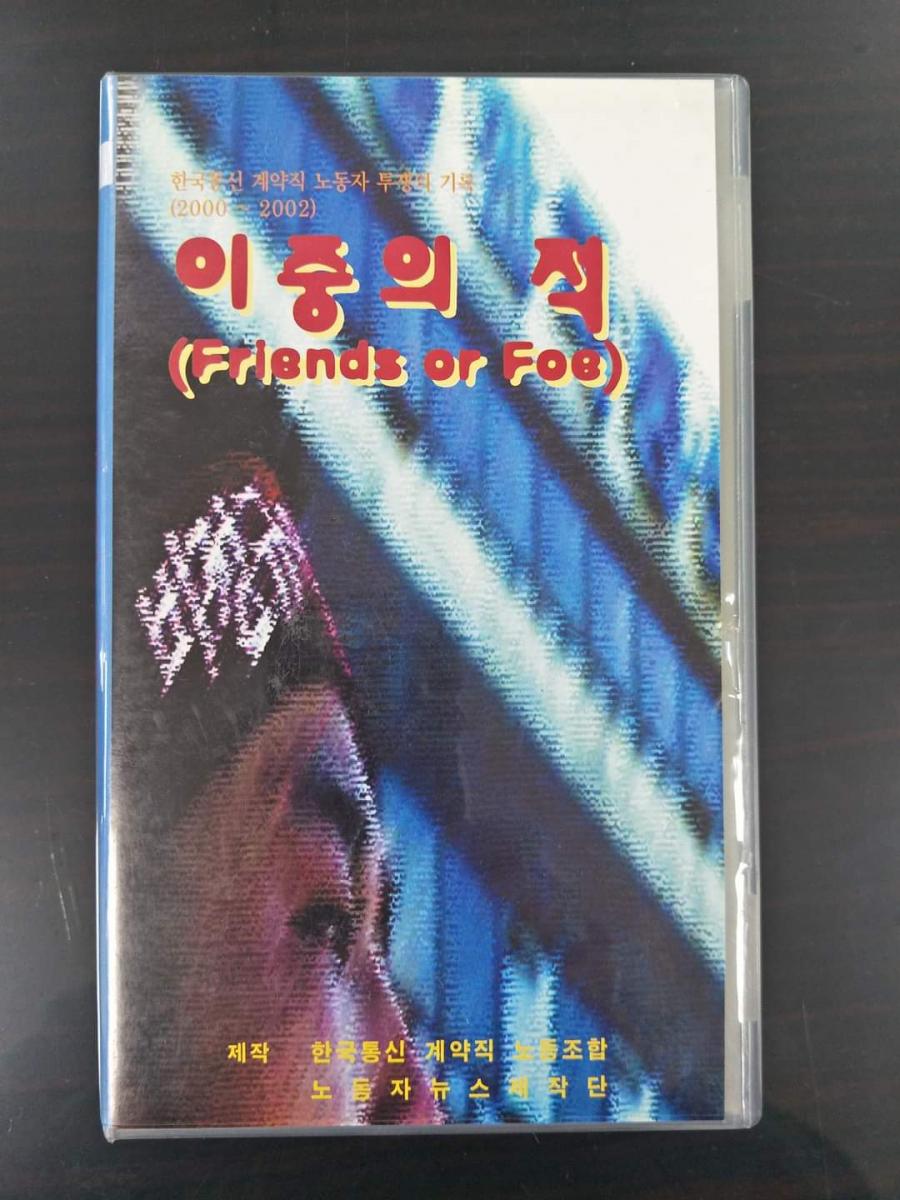 한국통신 계약직 노동자 투쟁의 기록
(2000 ~ 2002)
이중의 적
(Friends or Foe)
제작 한국통신 계약직 노동조합
노동자뉴스제작단